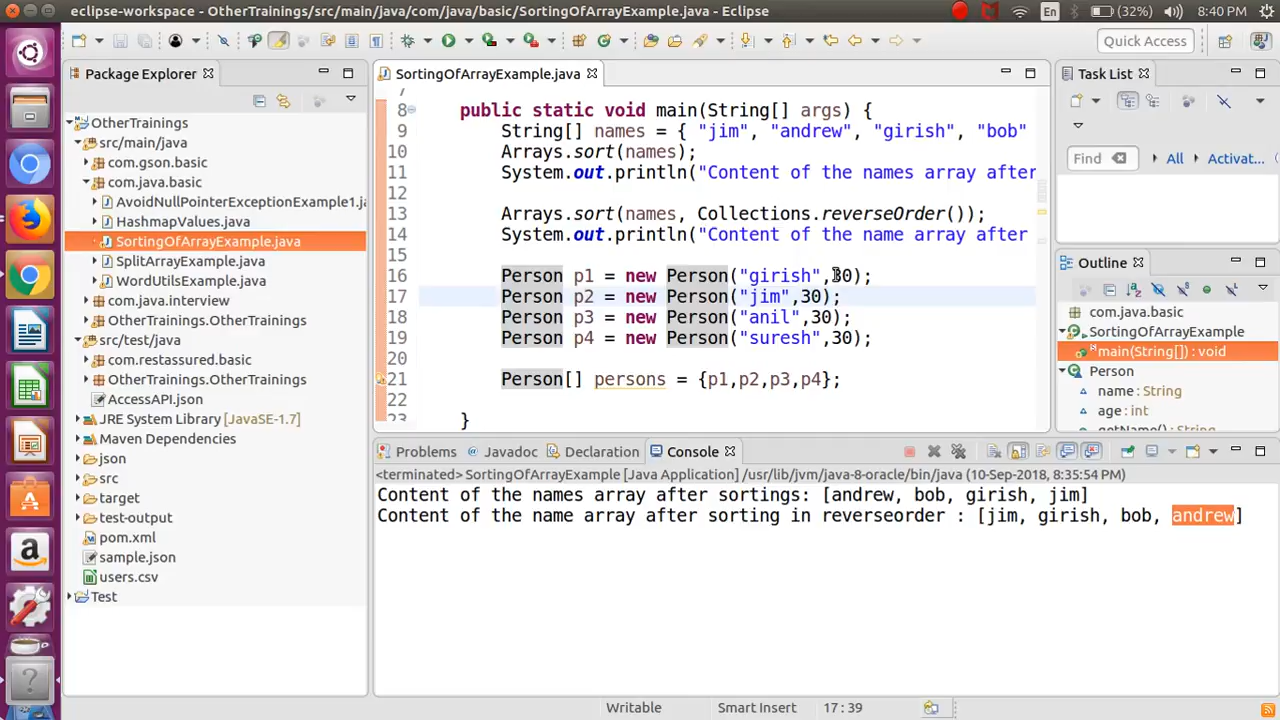 eclipse-workspace - OtherTrainings/src/main/java/com/java/basic/SortingOfArrayExample.java - Eclipse
En (32%) 8:40 PM
Quick Access
Package Explorer
OtherTrainings
src/main/java
com.gson.basic
com.java.basic
AvoidNullPointerExceptionExample1.ja
HashmapValues.java
SortingOfArrayExample.java
SplitArrayExample.java
WordUtilsExample.java
com.java.interview
OtherTrainings.OtherTrainings
src/test/java
com.restassured.basic
OtherTrainings.OtherTrainings
AccessAPI.json
JRE System Library [JavaSE-1.7]
Maven Dependencies
json
src
target
test-output
pom.xml
sample.json
users.csv
Test
SortingOfArrayExample.java
7
8 public static void main(String[] args) {
9 String[] names = { "jim", "andrew", "girish", "bob"
10 Arrays.sort(names);
11 System.out.println("Content of the names array after
12
13 Arrays.sort(names, Collections.reverseOrder());
14 System.out.println("Content of the name array after
15
16 Person p1 = new Person("girish",30);
17 Person p2 = new Person("jim",30);
18 Person p3 = new Person("anil",30);
19 Person p4 = new Person("suresh",30);
20
21 Person[] persons = {p1,p2,p3,p4};
22
23 }
Task List
Find All Activat...
Outline
com.java.basic
SortingOfArrayExample
main(String[]) : void
Person
name : String
age : int
getName() : String
Problems Javadoc Declaration Console
<terminated> SortingOfArrayExample [Java Application] /usr/lib/jvm/java-8-oracle/bin/java (10-Sep-2018, 8:35:54 PM)
Content of the names array after sortings: [andrew, bob, girish, jim]
Content of the name array after sorting in reverseorder : [jim, girish, bob, andrew]
Writable Smart Insert 17 : 39